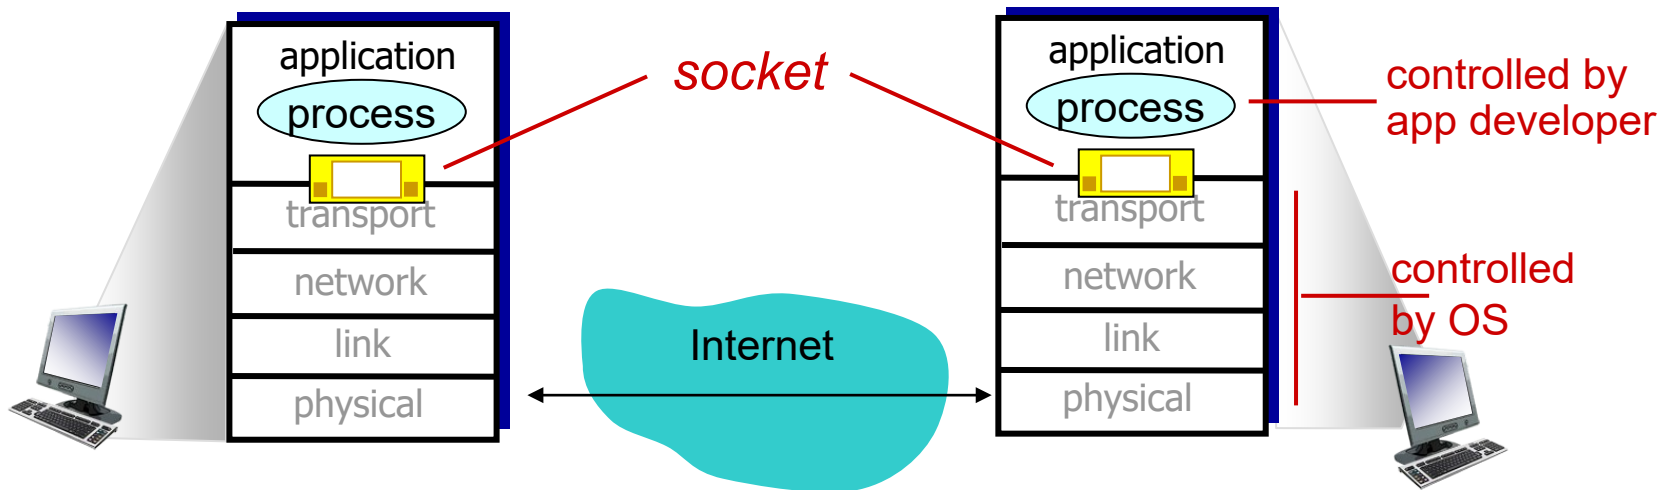 application
process
transport
network
link
physical
socket
Internet
application
process
transport
network
link
physical
controlled by
app developer
controlled
by OS